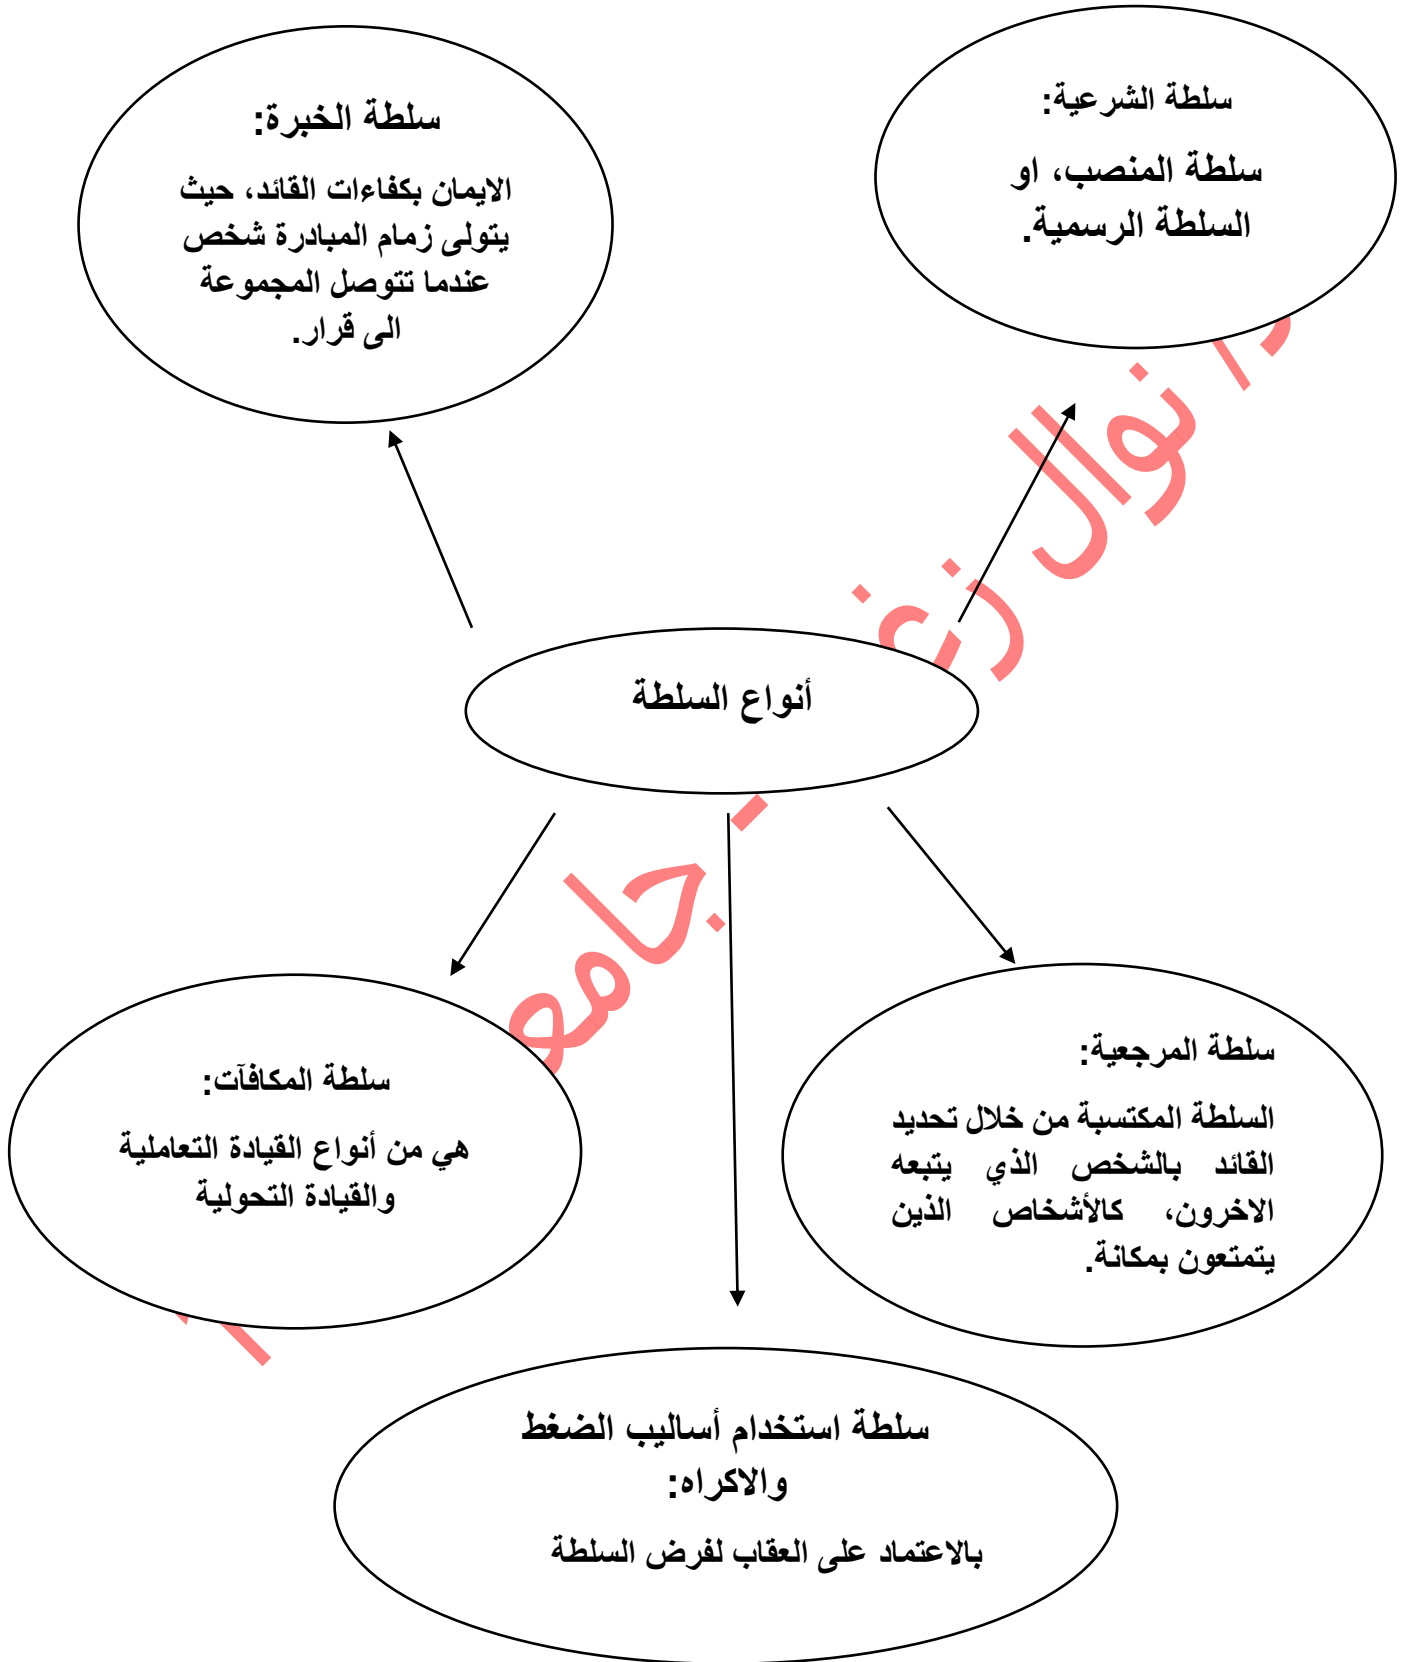 سلطة الشرعية:
سلطة المنصب، او
السلطة الرسمية.
سلطة الخبرة:
الايمان بكفاءات القائد، حيث
يتولى زمام المبادرة شخص
عندما تتوصل المجموعة
الى قرار.
أنواع السلطة
سلطة المرجعية:
السلطة المكتسبة من خلال تحديد
القائد بالشخص الذي يتبعه
الاخرون، كالأشخاص الذين
يتمتعون بمكانة.
سلطة المكافآت:
هي من أنواع القيادة التعاملية
والقيادة التحولية
سلطة استخدام أساليب الضغط
والاكراه:
بالاعتماد على العقاب لفرض السلطة
نوال